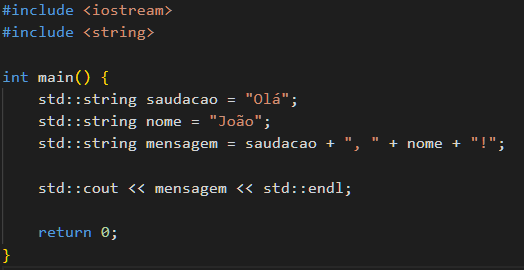 #include <iostream>
#include <string>
int main() {
    std::string saudacao = "Olá";
    std::string nome = "João";
    std::string mensagem = saudacao + ", " + nome + "!";
    std::cout << mensagem << std::endl;
    return 0;
}